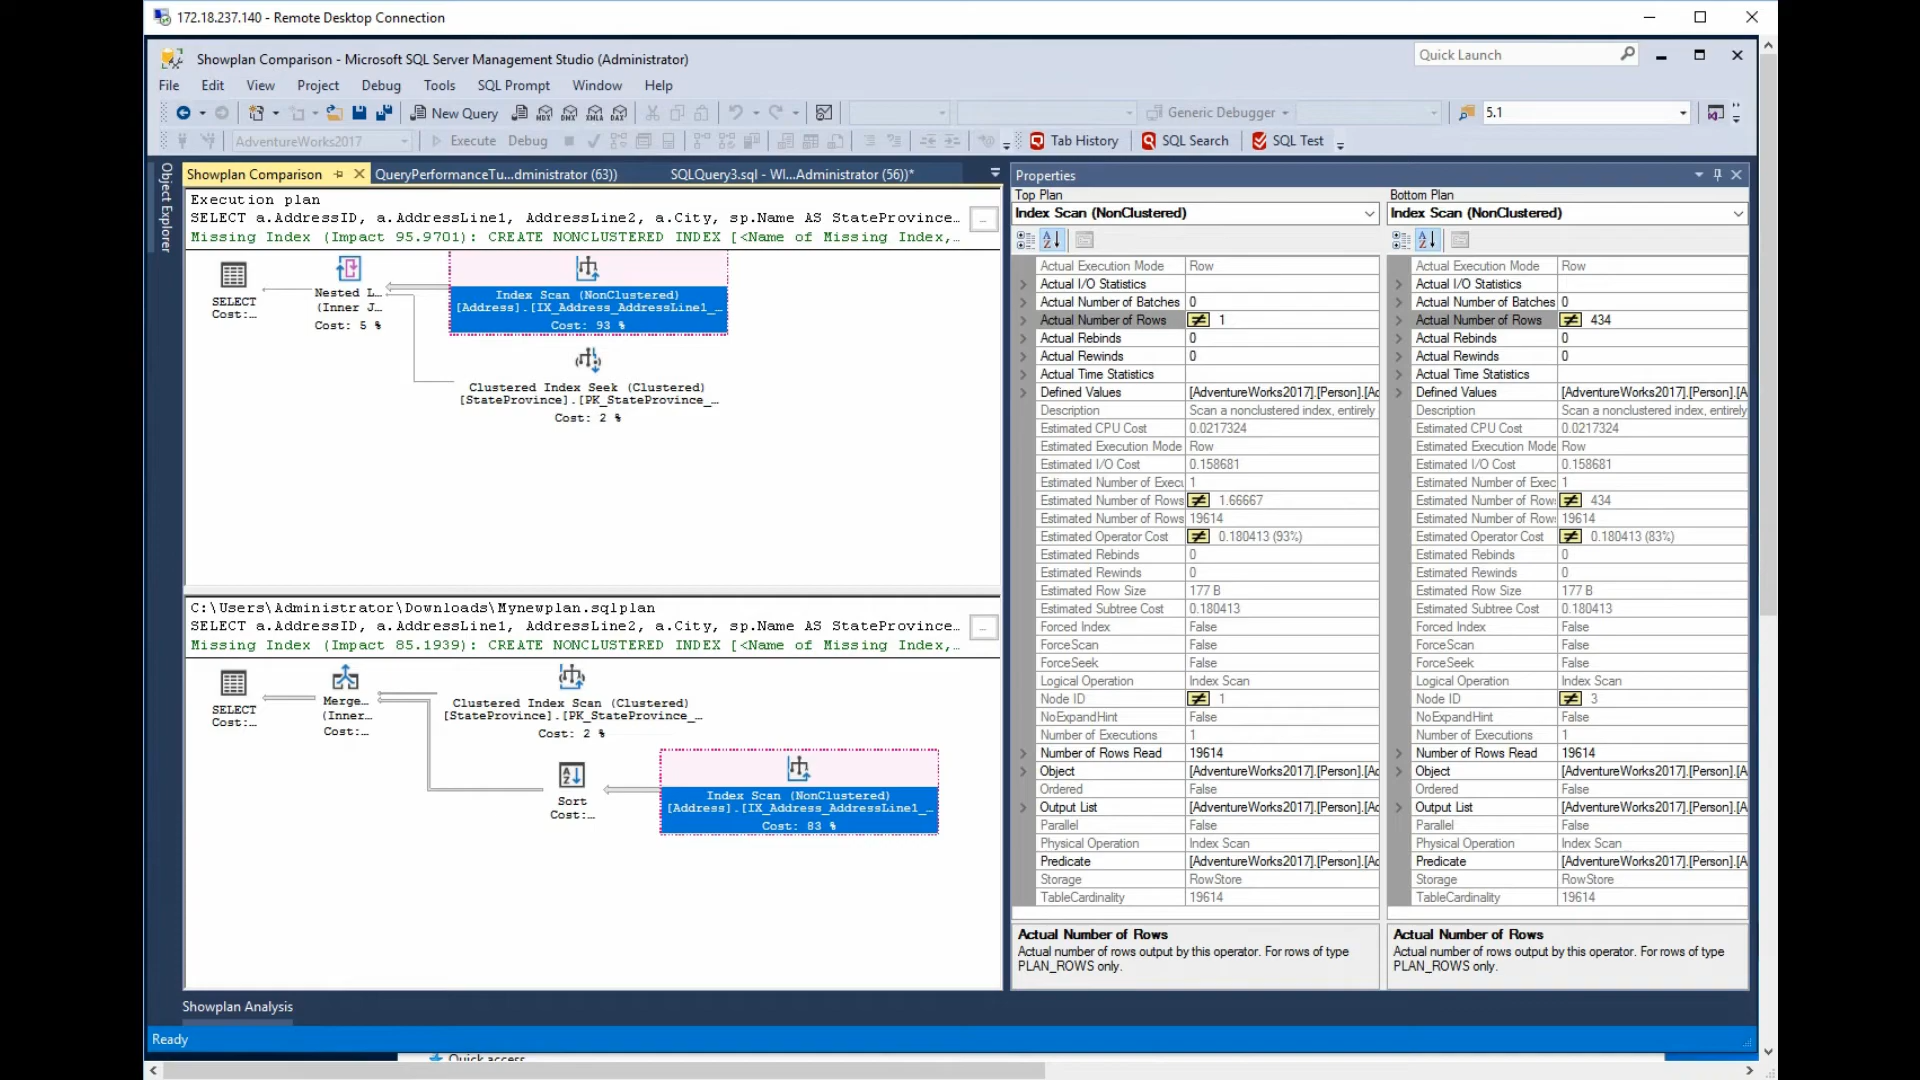 172.18.237.140 - Remote Desktop Connection
Showplan Comparison - Microsoft SQL Server Management Studio (Administrator)
Quick Launch
File Edit View Project Debug Tools SQL Prompt Window Help
New Query
MDX DMX XMLA DAX
Generic Debugger
5.1
AdventureWorks2017
Execute Debug
Tab History SQL Search SQL Test
Object Explorer
Showplan Comparison
QueryPerformanceTu...dministrator (63))
SQLQuery3.sql - WI...Administrator (56))*
Execution plan
SELECT a.AddressID, a.AddressLine1, AddressLine2, a.City, sp.Name AS StateProvince…
...
Missing Index (Impact 95.9701): CREATE NONCLUSTERED INDEX [<Name of Missing Index,…
SELECT
Cost:…
Nested L…
(Inner J…
Cost: 5 %
Index Scan (NonClustered)
[Address].[IX_Address_AddressLine1_…
Cost: 93 %
Clustered Index Seek (Clustered)
[StateProvince].[PK_StateProvince_…
Cost: 2 %
C:\Users\Administrator\Downloads\Mynewplan.sqlplan
SELECT a.AddressID, a.AddressLine1, AddressLine2, a.City, sp.Name AS StateProvince…
...
Missing Index (Impact 85.1939): CREATE NONCLUSTERED INDEX [<Name of Missing Index,…
SELECT
Cost:…
Merge…
(Inner…
Cost:…
Clustered Index Scan (Clustered)
[StateProvince].[PK_StateProvince_…
Cost: 2 %
Sort
Cost:…
Index Scan (NonClustered)
[Address].[IX_Address_AddressLine1_…
Cost: 83 %
Showplan Analysis
Ready
Quick access
Properties
Top Plan
Index Scan (NonClustered)
Actual Execution Mode Row
Actual I/O Statistics
Actual Number of Batches 0
Actual Number of Rows ≠ 1
Actual Rebinds 0
Actual Rewinds 0
Actual Time Statistics
Defined Values [AdventureWorks2017].[Person].[Ac
Description Scan a nonclustered index, entirely
Estimated CPU Cost 0.0217324
Estimated Execution Mode Row
Estimated I/O Cost 0.158681
Estimated Number of Execu 1
Estimated Number of Rows ≠ 1.66667
Estimated Number of Rows 19614
Estimated Operator Cost ≠ 0.180413 (93%)
Estimated Rebinds 0
Estimated Rewinds 0
Estimated Row Size 177 B
Estimated Subtree Cost 0.180413
Forced Index False
ForceScan False
ForceSeek False
Logical Operation Index Scan
Node ID ≠ 1
NoExpandHint False
Number of Executions 1
Number of Rows Read 19614
Object [AdventureWorks2017].[Person].[Ac
Ordered False
Output List [AdventureWorks2017].[Person].[Ac
Parallel False
Physical Operation Index Scan
Predicate [AdventureWorks2017].[Person].[Ac
Storage RowStore
TableCardinality 19614
Actual Number of Rows
Actual number of rows output by this operator. For rows of type
PLAN_ROWS only.
Bottom Plan
Index Scan (NonClustered)
Actual Execution Mode Row
Actual I/O Statistics
Actual Number of Batches 0
Actual Number of Rows ≠ 434
Actual Rebinds 0
Actual Rewinds 0
Actual Time Statistics
Defined Values [AdventureWorks2017].[Person].[A
Description Scan a nonclustered index, entirely
Estimated CPU Cost 0.0217324
Estimated Execution Mode Row
Estimated I/O Cost 0.158681
Estimated Number of Exec 1
Estimated Number of Row ≠ 434
Estimated Number of Row 19614
Estimated Operator Cost ≠ 0.180413 (83%)
Estimated Rebinds 0
Estimated Rewinds 0
Estimated Row Size 177 B
Estimated Subtree Cost 0.180413
Forced Index False
ForceScan False
ForceSeek False
Logical Operation Index Scan
Node ID ≠ 3
NoExpandHint False
Number of Executions 1
Number of Rows Read 19614
Object [AdventureWorks2017].[Person].[A
Ordered False
Output List [AdventureWorks2017].[Person].[A
Parallel False
Physical Operation Index Scan
Predicate [AdventureWorks2017].[Person].[A
Storage RowStore
TableCardinality 19614
Actual Number of Rows
Actual number of rows output by this operator. For rows of type
PLAN_ROWS only.